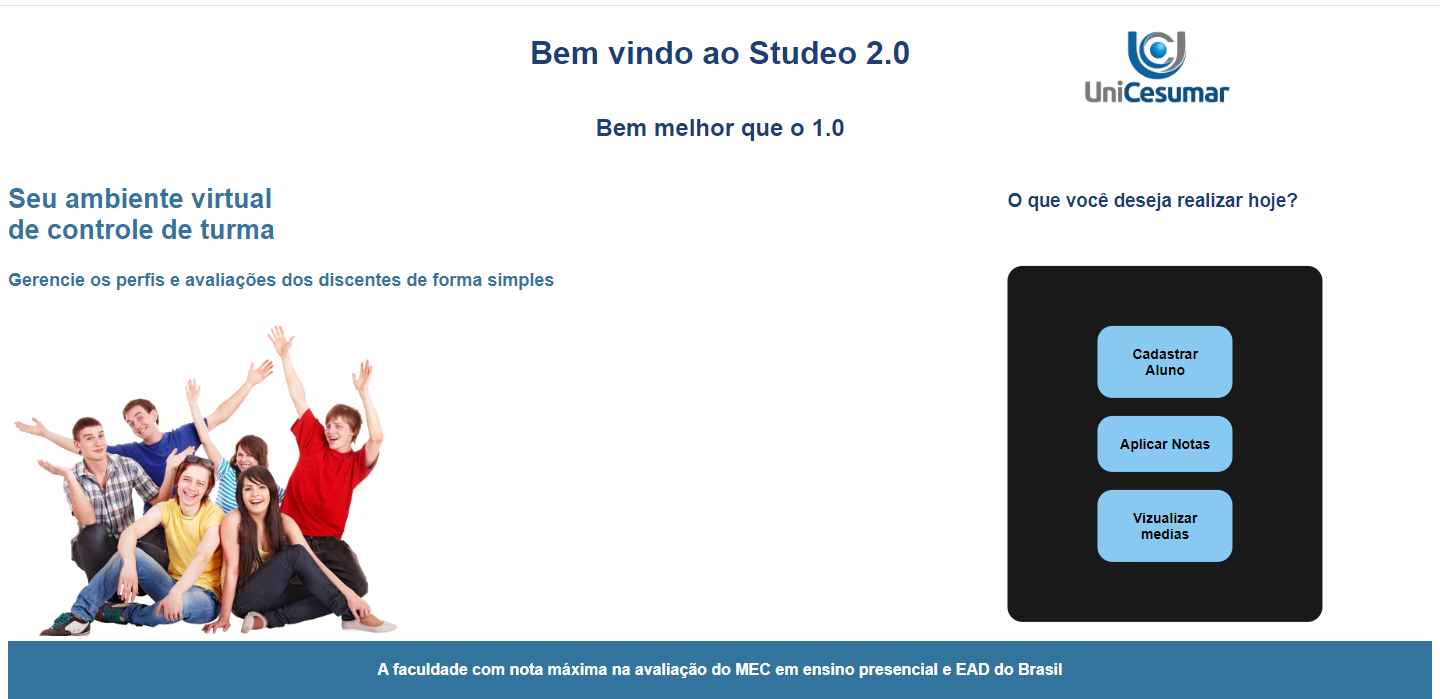 Bem vindo ao Studeo 2.0
UniCesumar
Bem melhor que o 1.0
Seu ambiente virtual
de controle de turma
Gerencie os perfis e avaliações dos discentes de forma simples
O que você deseja realizar hoje?
Cadastrar
Aluno
Aplicar Notas
Vizualizar
medias
A faculdade com nota máxima na avaliação do MEC em ensino presencial e EAD do Brasil